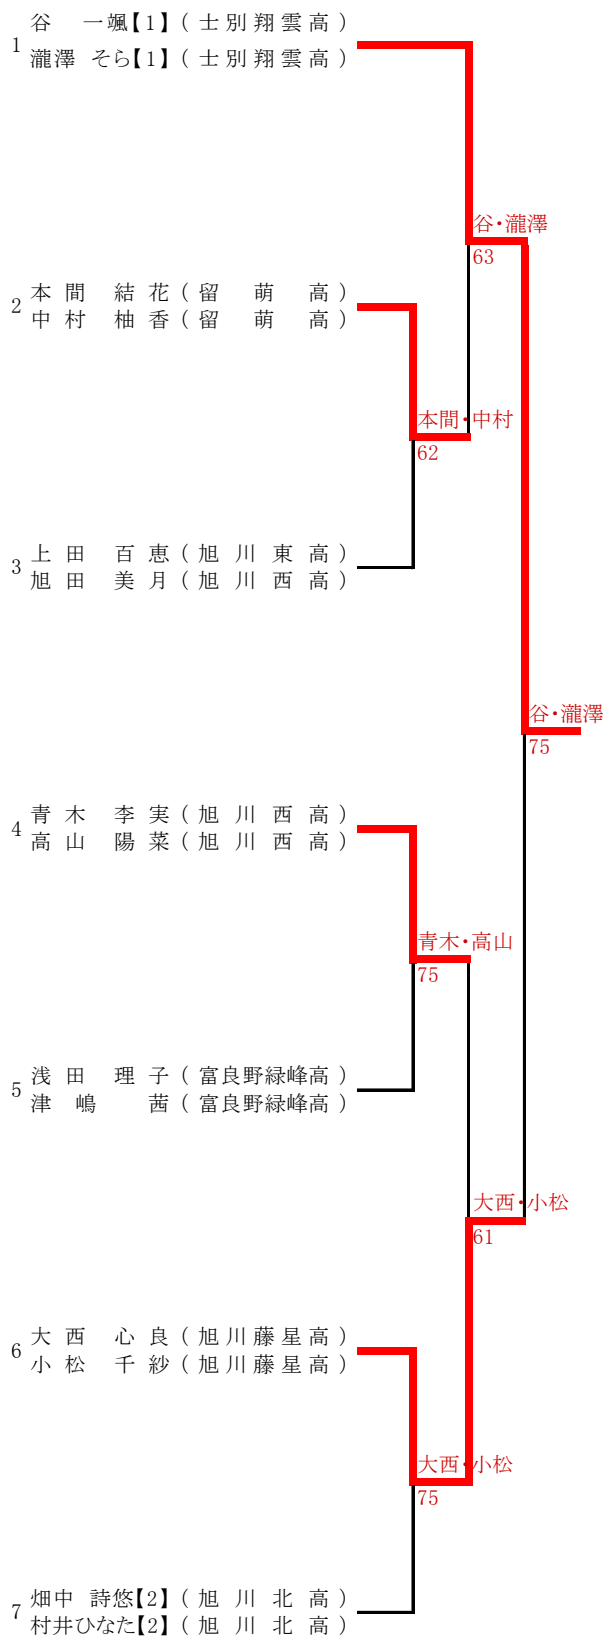 谷 一颯【1】（士別翔雲高）
1
瀧澤 そら【1】（士別翔雲高）
谷・瀧澤
63
本間 結花（留萌高）
2
中村 柚香（留萌高）
本間・中村
62
上田 百恵（旭川東高）
3
旭田 美月（旭川西高）
谷・瀧澤
75
青木 李実（旭川西高）
4
高山 陽菜（旭川西高）
青木・高山
75
浅田 理子（富良野緑峰高）
5
津嶋 茜（富良野緑峰高）
大西・小松
61
大西 心良（旭川藤星高）
6
小松 千紗（旭川藤星高）
大西・小松
75
畑中 詩悠【2】（旭川北高）
7
村井ひなた【2】（旭川北高）